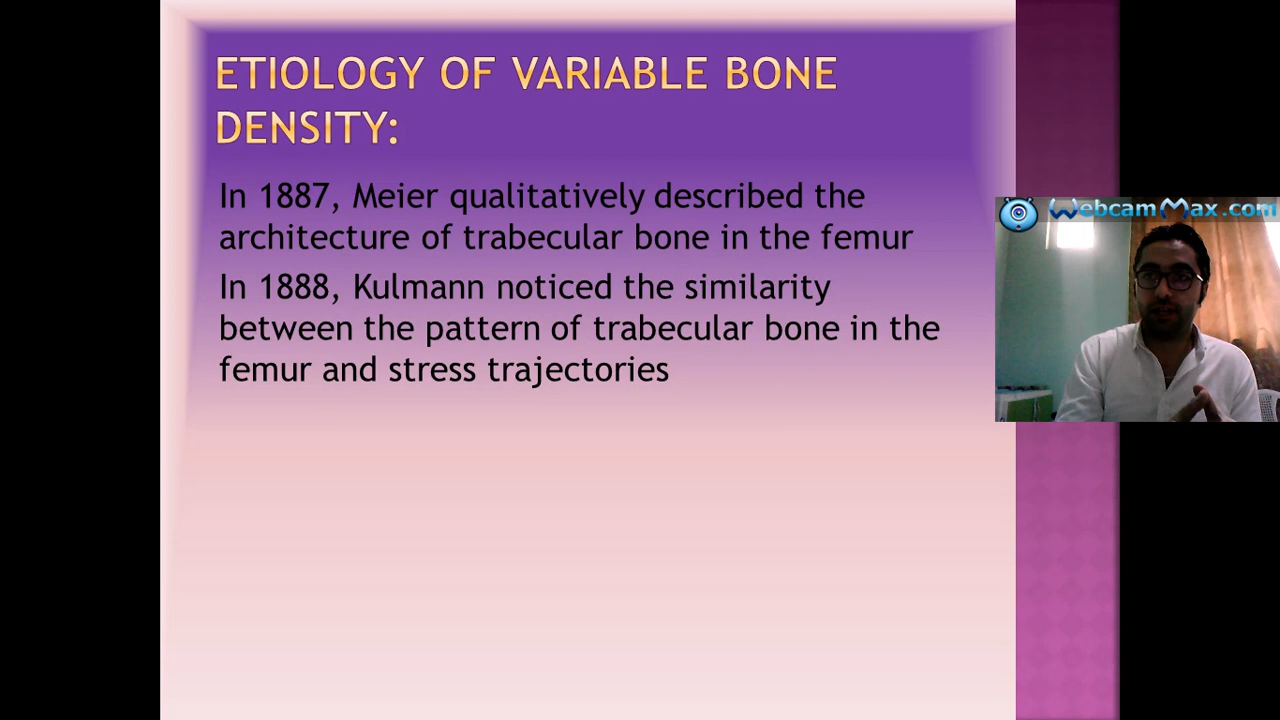 ETIOLOGY OF VARIABLE BONE
DENSITY:
In 1887, Meier qualitatively described the
architecture of trabecular bone in the femur
In 1888, Kulmann noticed the similarity
between the pattern of trabecular bone in the
femur and stress trajectories
WebcamMax.com